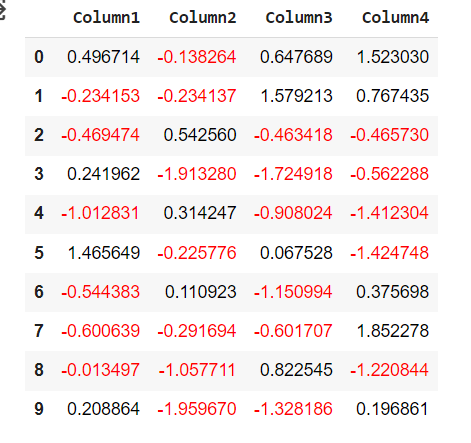 Column1 Column2 Column3 Column4
0 0.496714 -0.138264 0.647689 1.523030
1 -0.234153 -0.234137 1.579213 0.767435
2 -0.469474 0.542560 -0.463418 -0.465730
3 0.241962 -1.913280 -1.724918 -0.562288
4 -1.012831 0.314247 -0.908024 -1.412304
5 1.465649 -0.225776 0.067528 -1.424748
6 -0.544383 0.110923 -1.150994 0.375698
7 -0.600639 -0.291694 -0.601707 1.852278
8 -0.013497 -1.057711 0.822545 -1.220844
9 0.208864 -1.959670 -1.328186 0.196861